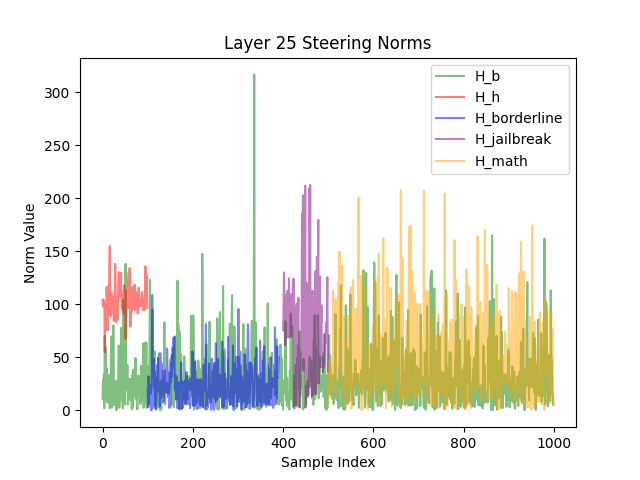 Layer 25 Steering Norms
H_b
H_h
H_borderline
H_jailbreak
H_math
Norm Value
300
250
200
150
100
50
0
0 200 400 600 800 1000
Sample Index